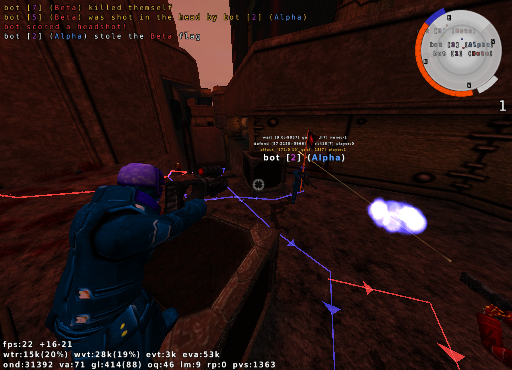 bot [7] (Beta) killed themself
bot [5] (Beta) was shot in the head by bot [2] (Alpha)
bot scored a headshot!
bot [2] (Alpha) stole the Beta flag
bot [2] (Alpha)
1
bot [2] (Alpha)
fps:22 +16-21
wtr:15k(20%) wvt:28k(19%) evt:3k eva:53k
ond:31392 va:71 gl:414(88) oq:46 lm:9 rp:0 pvs:1363